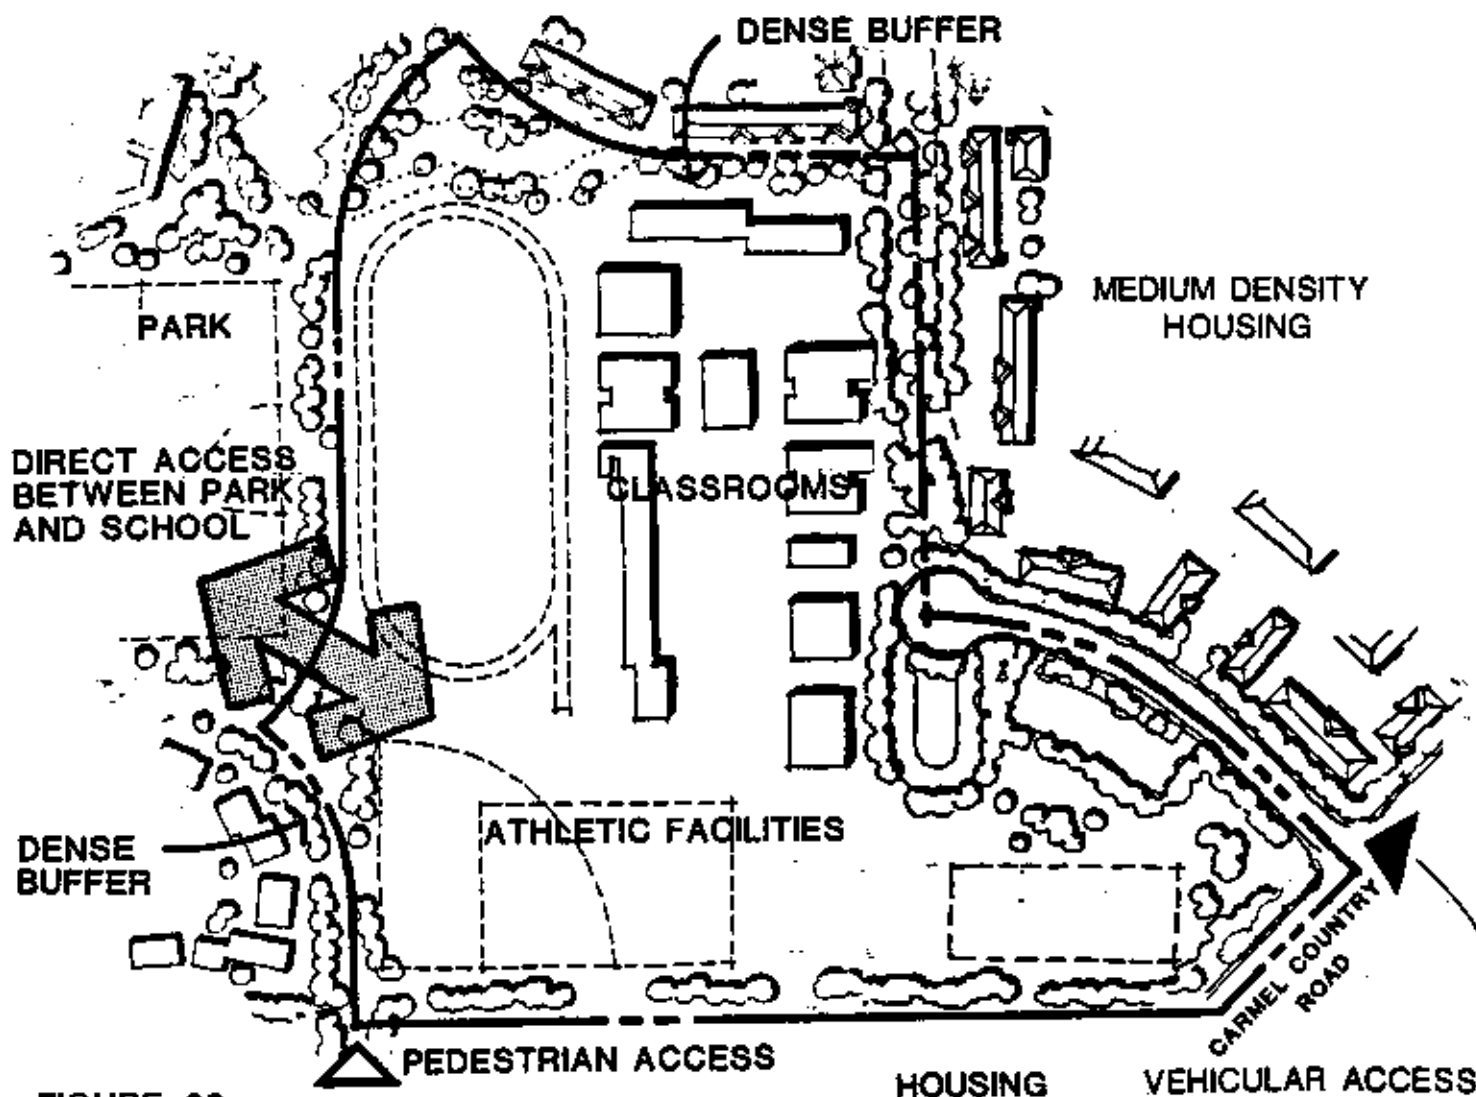 DENSE BUFFER
MEDIUM DENSITY
HOUSING
PARK
DIRECT ACCESS
BETWEEN PARK
AND SCHOOL
CLASSROOMS
ATHLETIC FACILITIES
DENSE
BUFFER
CARMEL COUNTRY
ROAD
PEDESTRIAN ACCESS
HOUSING
VEHICULAR ACCESS